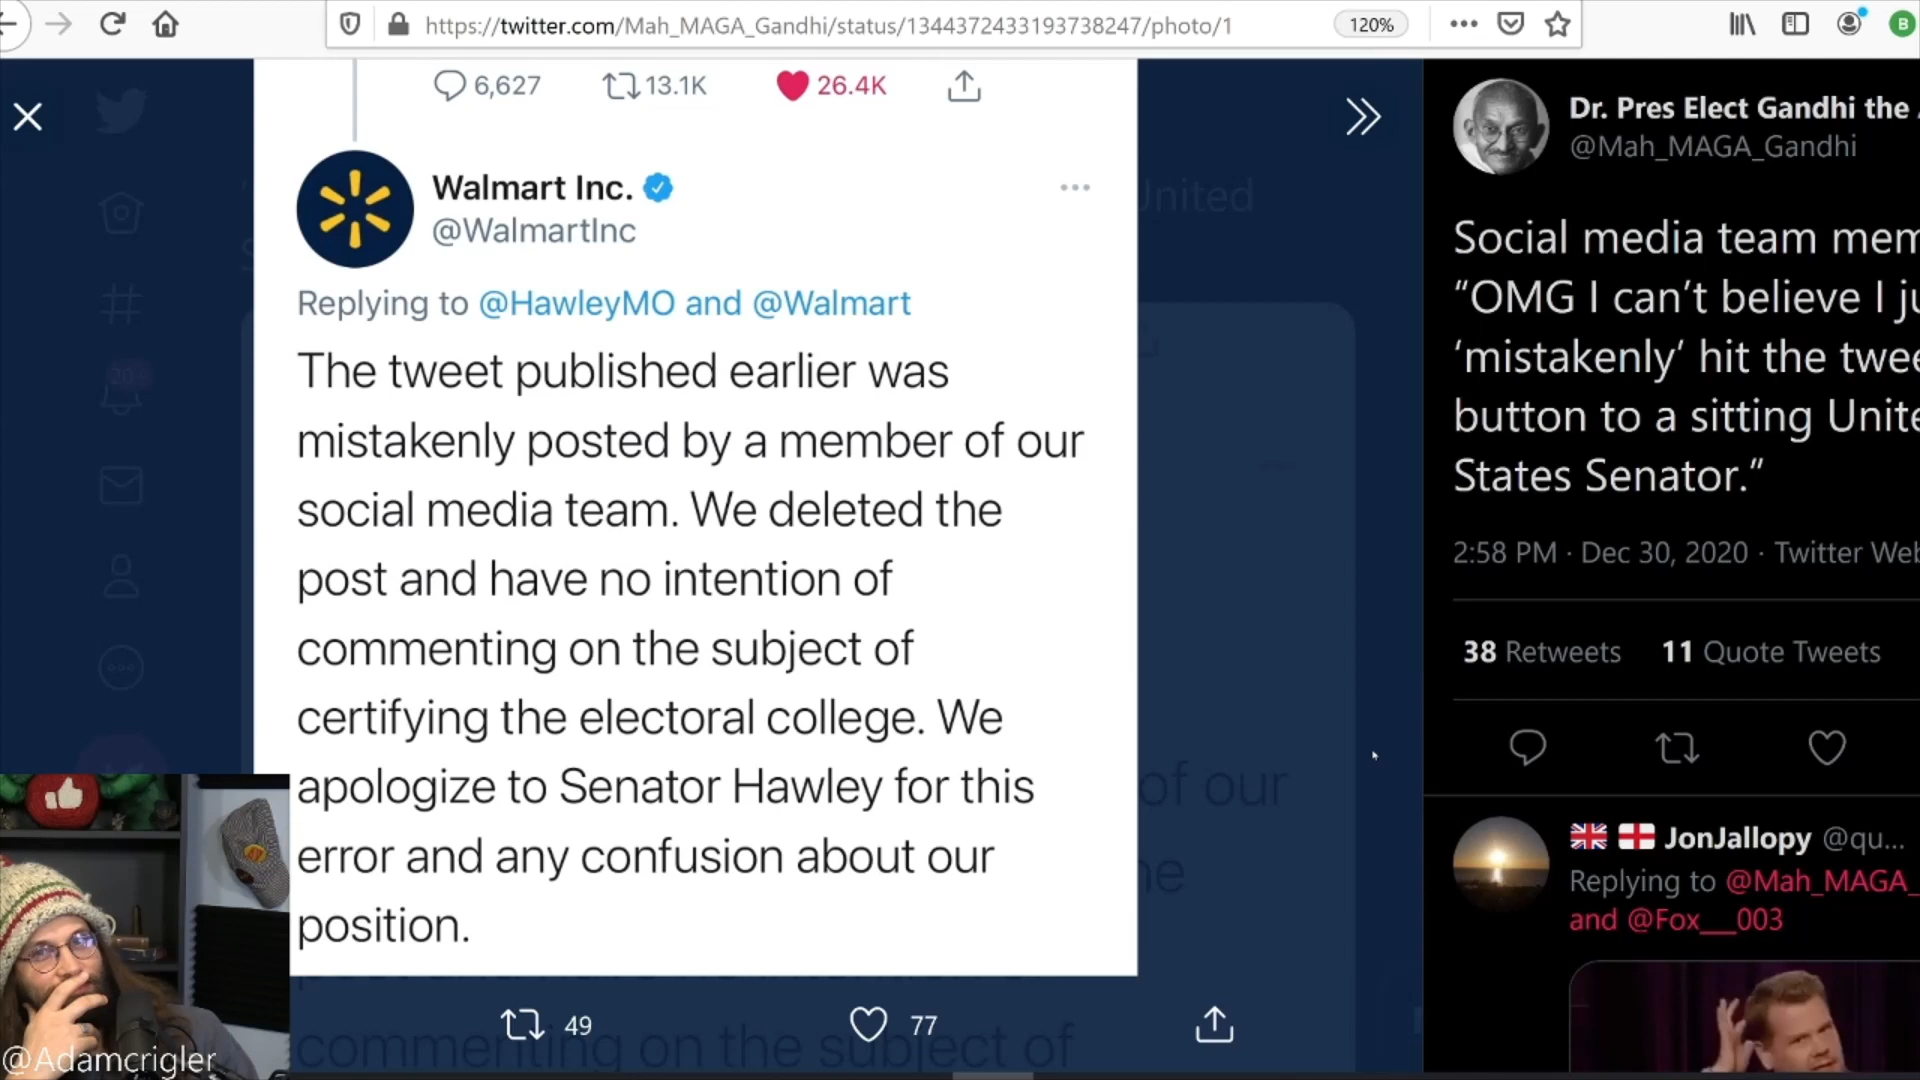 https://twitter.com/Mah_MAGA_Gandhi/status/1344372433193738247/photo/1
120%
B
6,627
13.1K
26.4K
Walmart Inc.
@WalmartInc
Replying to @HawleyMO and @Walmart
The tweet published earlier was
mistakenly posted by a member of our
social media team. We deleted the
post and have no intention of
commenting on the subject of
certifying the electoral college. We
apologize to Senator Hawley for this
error and any confusion about our
position.
49
77
United
of our
commenting on the subject of
Dr. Pres Elect Gandhi the
@Mah_MAGA_Gandhi
Social media team mem
“OMG I can’t believe I ju
‘mistakenly’ hit the twee
button to a sitting Unite
States Senator.”
2:58 PM · Dec 30, 2020 · Twitter Web
38 Retweets 11 Quote Tweets
JonJallopy @qu...
Replying to @Mah_MAGA_
and @Fox___003
@Adamcrigler